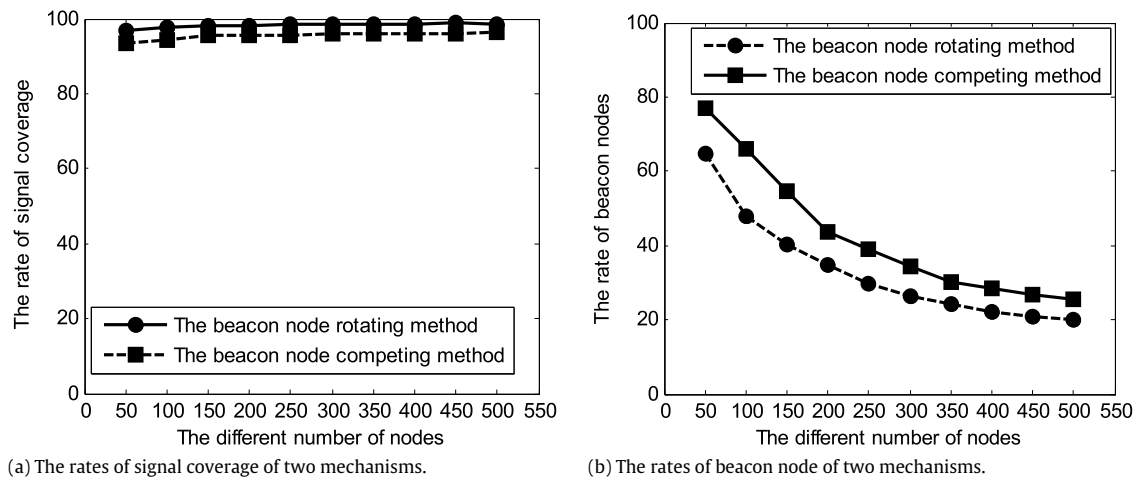 100
80
60
40
20
0
The rate of signal coverage
The beacon node rotating method
The beacon node competing method
0 50 100 150 200 250 300 350 400 450 500 550
The different number of nodes
(a) The rates of signal coverage of two mechanisms.
100
80
60
40
20
0
The rate of beacon nodes
The beacon node rotating method
The beacon node competing method
0 50 100 150 200 250 300 350 400 450 500 550
The different number of nodes
(b) The rates of beacon node of two mechanisms.